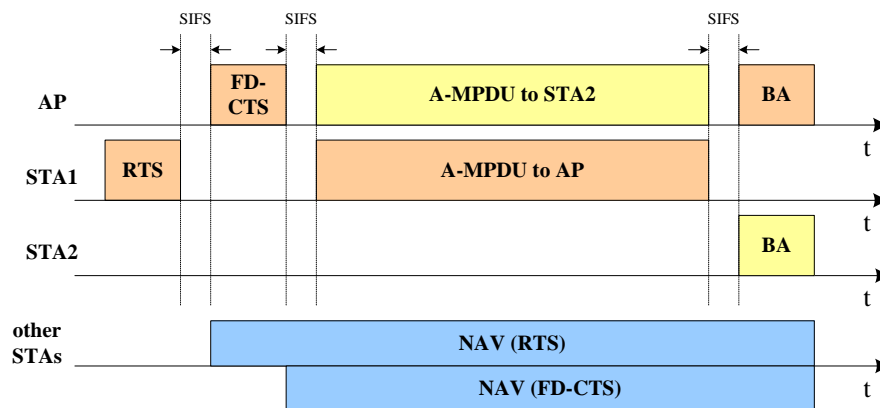 SIFS
SIFS
SIFS
AP
FD-
CTS
A-MPDU to STA2
BA
t
STA1
RTS
A-MPDU to AP
t
STA2
BA
t
other
STAs
NAV (RTS)
t
NAV (FD-CTS)